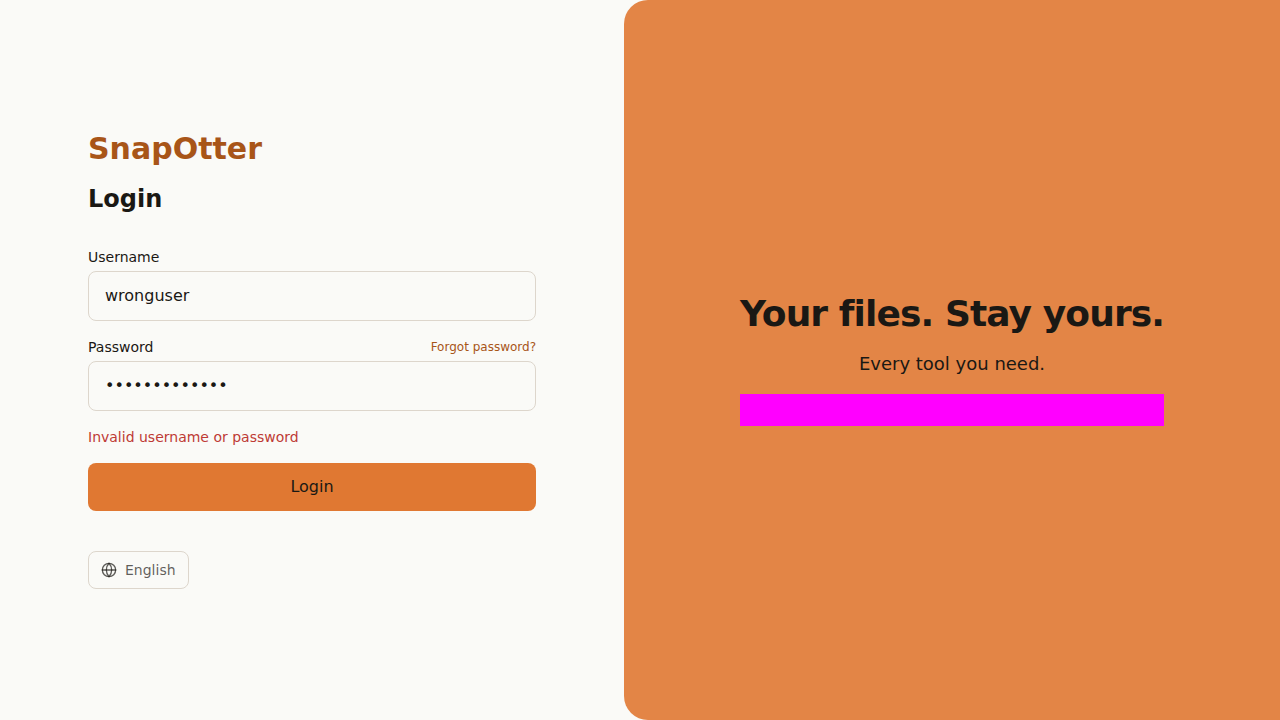 SnapOtter
Login
Username
wronguser
Password
Forgot password?
•••••••••••••
Invalid username or password
Login
English
Your files. Stay yours.
Every tool you need.